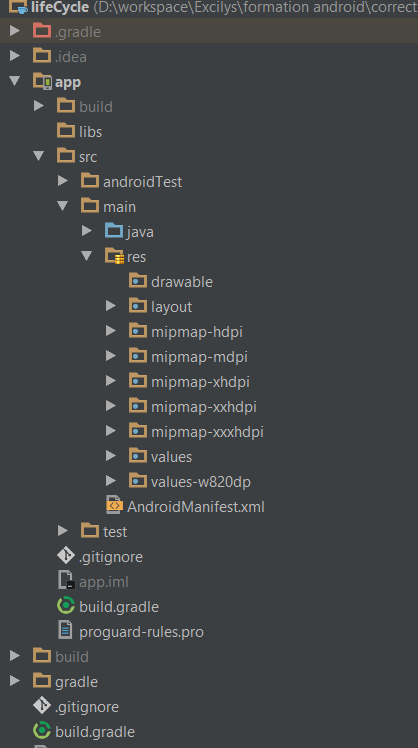 lifeCycle (D:\workspace\Excilys\formation android\correct
.gradle
.idea
app
build
libs
src
androidTest
main
java
res
drawable
layout
mipmap-hdpi
mipmap-mdpi
mipmap-xhdpi
mipmap-xxhdpi
mipmap-xxxhdpi
values
values-w820dp
AndroidManifest.xml
test
.gitignore
app.iml
build.gradle
proguard-rules.pro
build
gradle
.gitignore
build.gradle